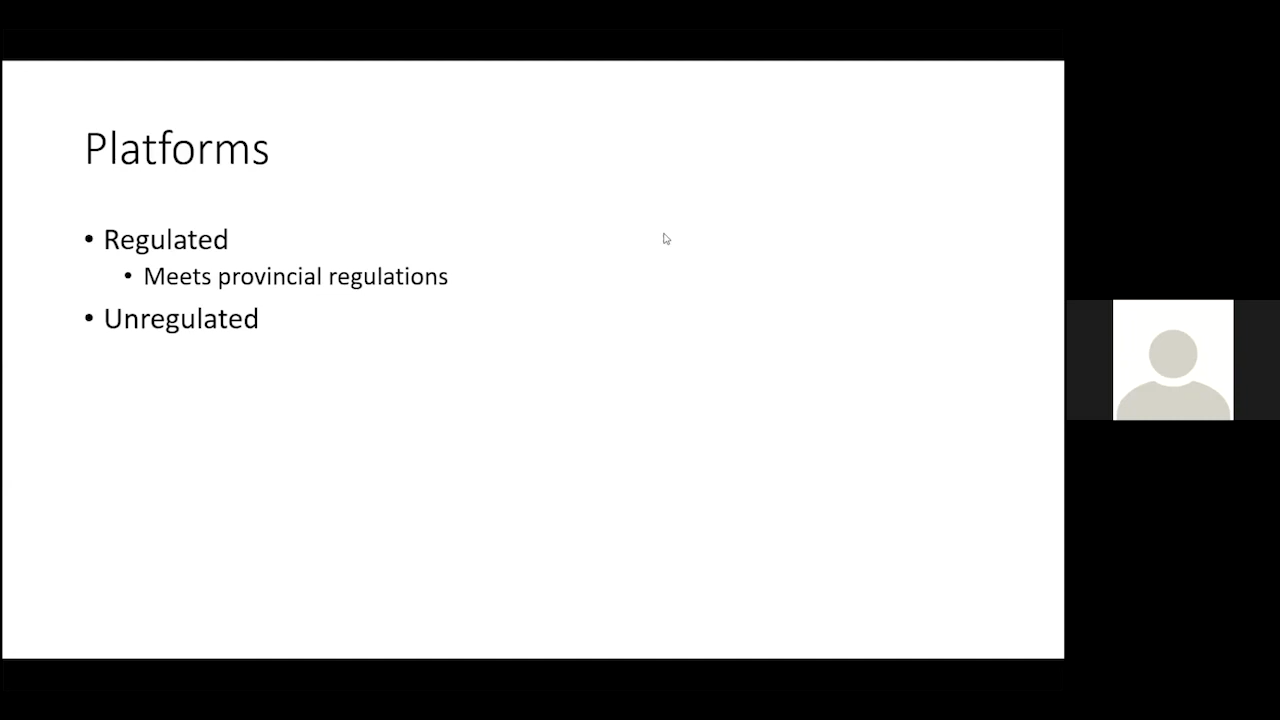 Platforms
• Regulated
• Meets provincial regulations
• Unregulated